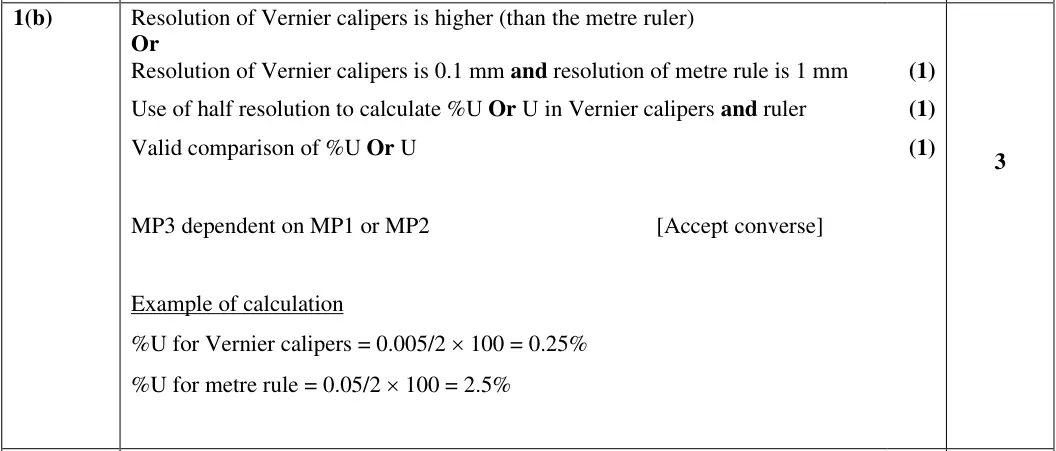 1(b) Resolution of Vernier calipers is higher (than the metre ruler)
Or
Resolution of Vernier calipers is 0.1 mm and resolution of metre rule is 1 mm (1)
Use of half resolution to calculate %U Or U in Vernier calipers and ruler (1)
Valid comparison of %U Or U (1)
3
MP3 dependent on MP1 or MP2 [Accept converse]
Example of calculation
%U for Vernier calipers = 0.005/2 × 100 = 0.25%
%U for metre rule = 0.05/2 × 100 = 2.5%